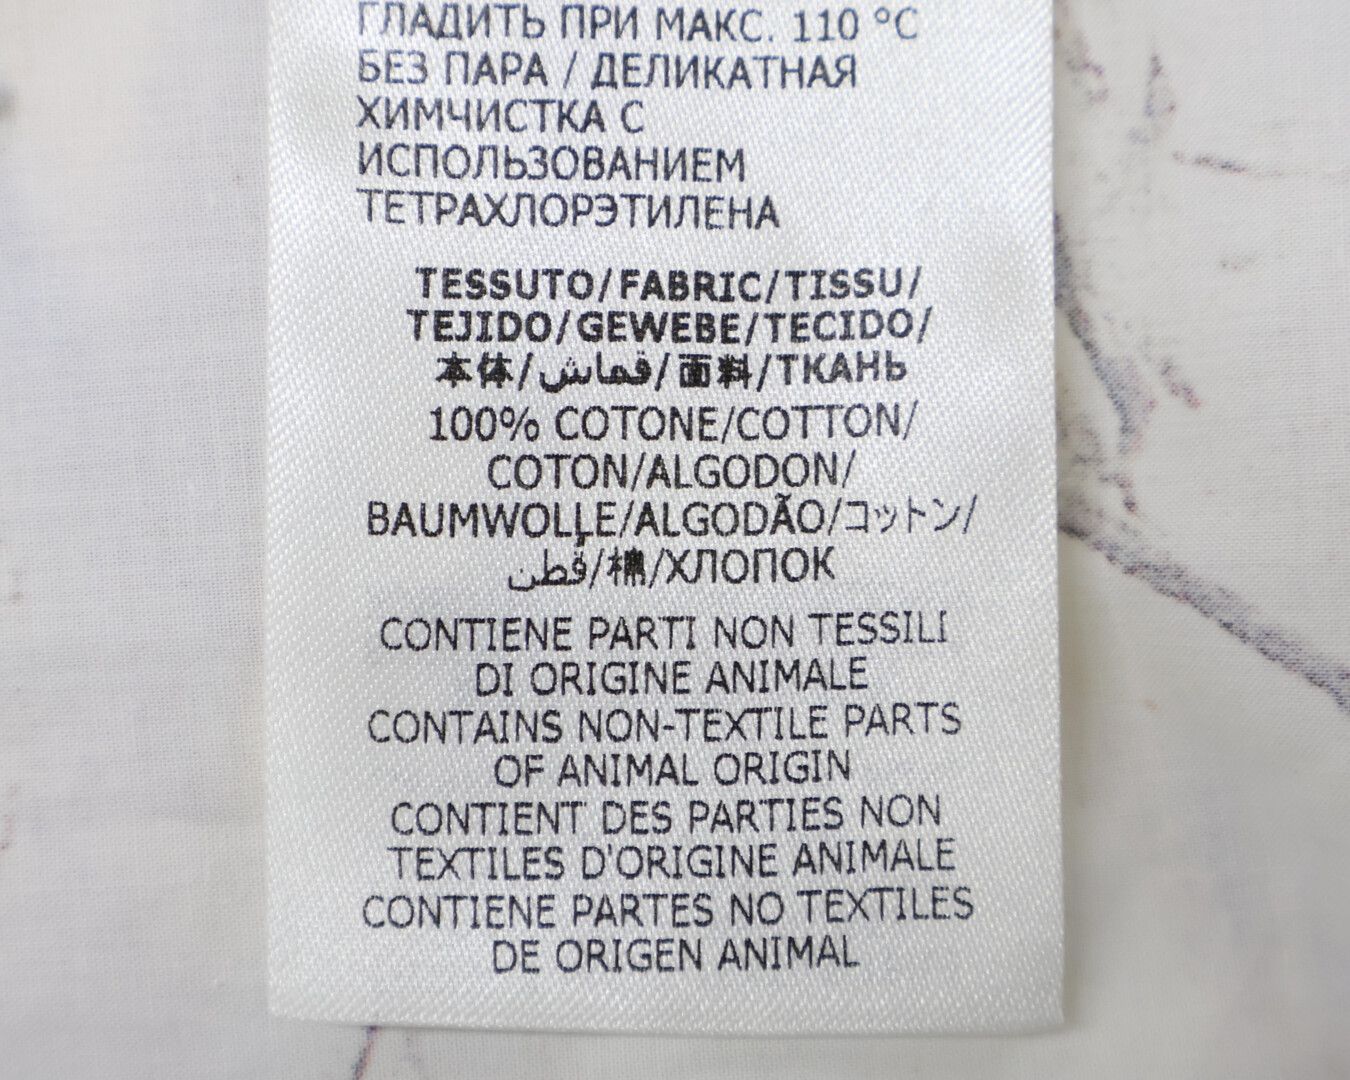 ГЛАДИТЬ ПРИ МАКС. 110 °C
БЕЗ ПАРА / ДЕЛИКАТНАЯ
ХИМЧИСТКА С
ИСПОЛЬЗОВАНИЕМ
ТЕТРАХЛОРЭТИЛЕНА
TESSUTO/FABRIC/TISSU/
TEJIDO/GEWEBE/TECIDO/
本体/قماش/面料/ТКАНЬ
100% COTONE/COTTON/
COTON/ALGODON/
BAUMWOLLE/ALGODÃO/コットン/
قطن/棉/ХЛОПОК
CONTIENE PARTI NON TESSILI
DI ORIGINE ANIMALE
CONTAINS NON-TEXTILE PARTS
OF ANIMAL ORIGIN
CONTIENT DES PARTIES NON
TEXTILES D'ORIGINE ANIMALE
CONTIENE PARTES NO TEXTILES
DE ORIGEN ANIMAL